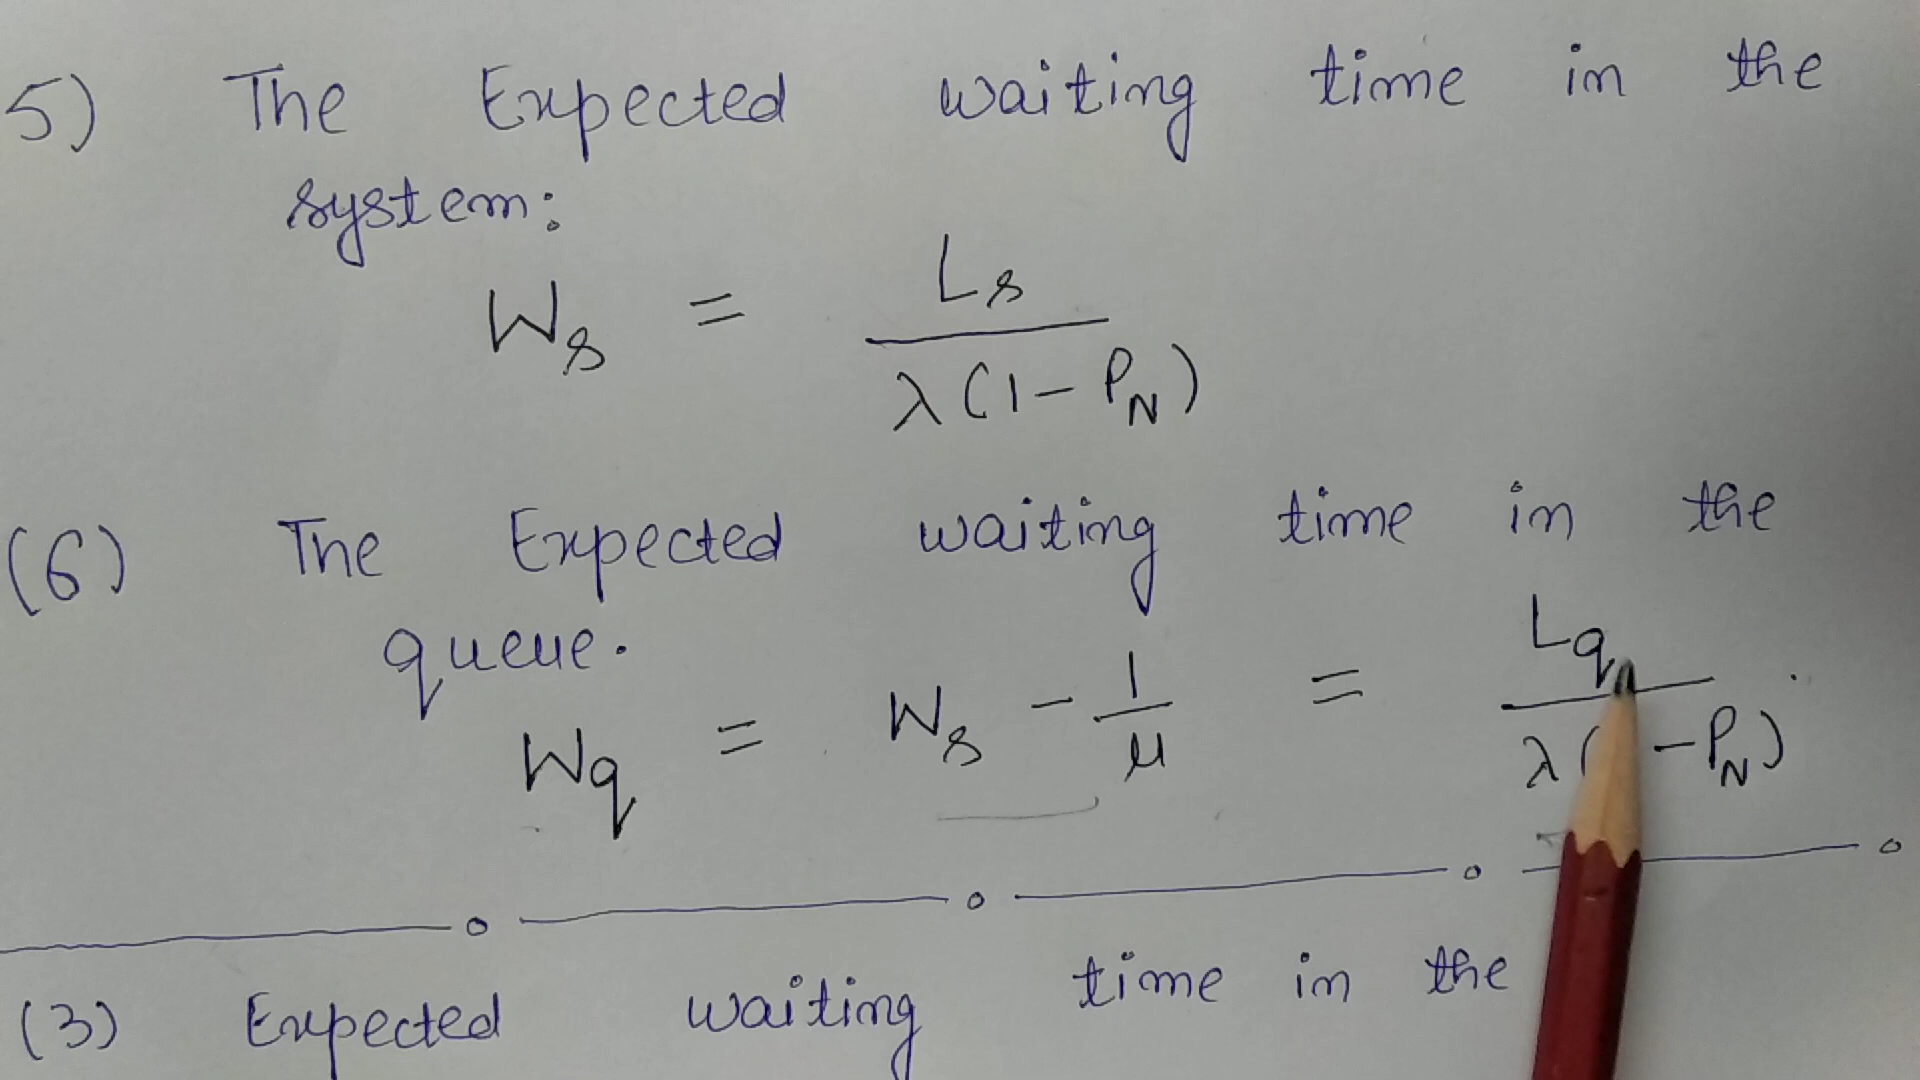 5) The Expected waiting time in the
system:
Ws = Ls / λ(1-PN)
(6) The Expected waiting time in the
queue.
Wq = Ws - 1/μ = Lq / λ( -PN)
(3) Expected waiting time in the